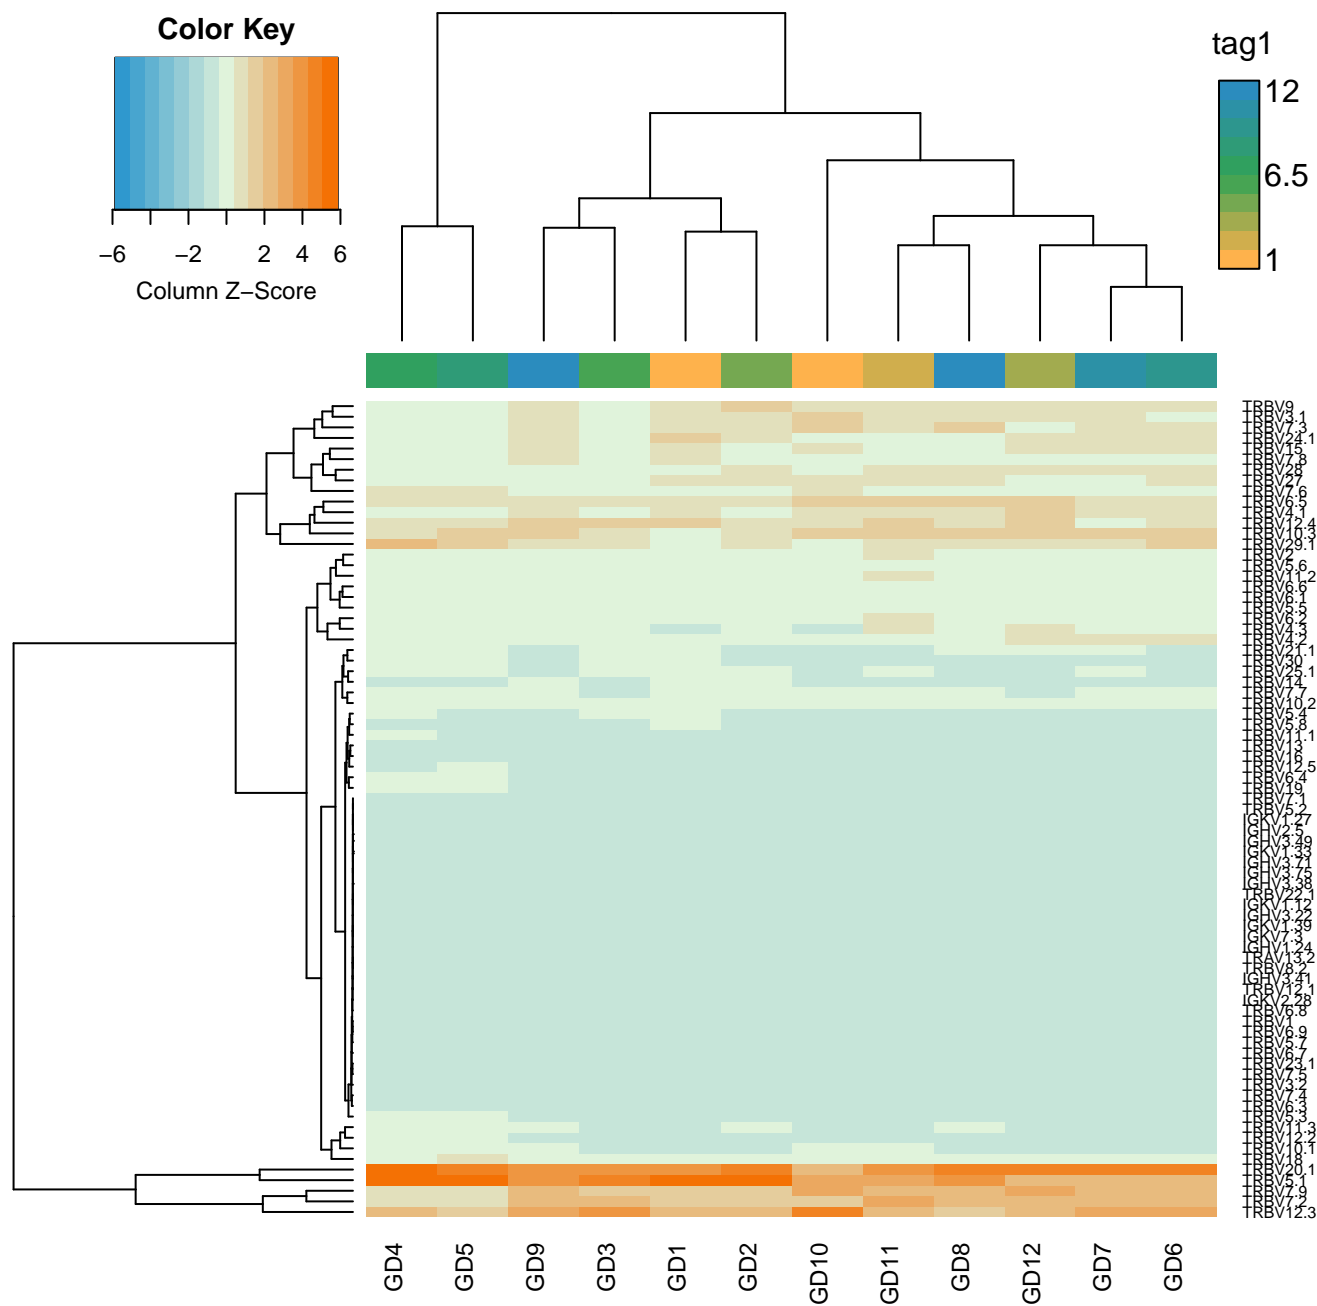 Color Key
−6
−2
2
4
6
Column Z−Score
tag1
12
6.5
1
TRBV9
TRBV3.1
TRBV7.3
TRBV24.1
TRBV15
TRBV7.8
TRBV28
TRBV27
TRBV7.6
TRBV6.5
TRBV4.1
TRBV12.4
TRBV10.3
TRBV29.1
TRBV2
TRBV5.6
TRBV11.2
TRBV6.6
TRBV6.1
TRBV5.5
TRBV6.2
TRBV4.3
TRBV4.2
TRBV21.1
TRBV30
TRBV25.1
TRBV14
TRBV7.7
TRBV10.2
TRBV5.4
TRBV5.8
TRBV11.1
TRBV13
TRBV16
TRBV12.5
TRBV6.4
TRBV19
TRBV7.1
TRBV5.2
IGKV1.27
IGHV2.5
IGHV3.49
IGKV1.33
IGHV3.71
IGHV3.75
IGHV3.38
TRBV22.1
IGKV1.12
IGHV3.22
IGKV1.39
IGKV7.3
IGHV1.24
TRAV13.2
TRBV8.2
IGHV3.41
TRBV12.1
IGKV2.28
TRBV6.8
TRBV1
TRBV6.9
TRBV5.7
TRBV6.7
TRBV23.1
TRBV7.5
TRBV3.2
TRBV7.4
TRBV6.3
TRBV5.3
TRBV11.3
TRBV12.2
TRBV10.1
TRBV18
TRBV20.1
TRBV5.1
TRBV7.9
TRBV7.2
TRBV12.3
GD4
GD5
GD9
GD3
GD1
GD2
GD10
GD11
GD8
GD12
GD7
GD6